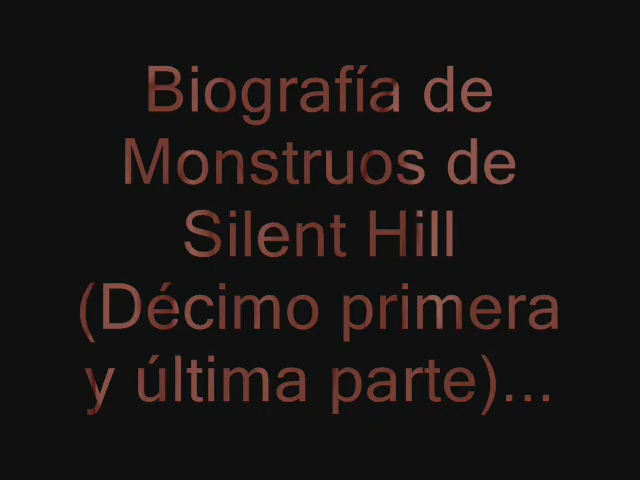 Biografía de
Monstruos de
Silent Hill
(Décimo primera
y última parte)...